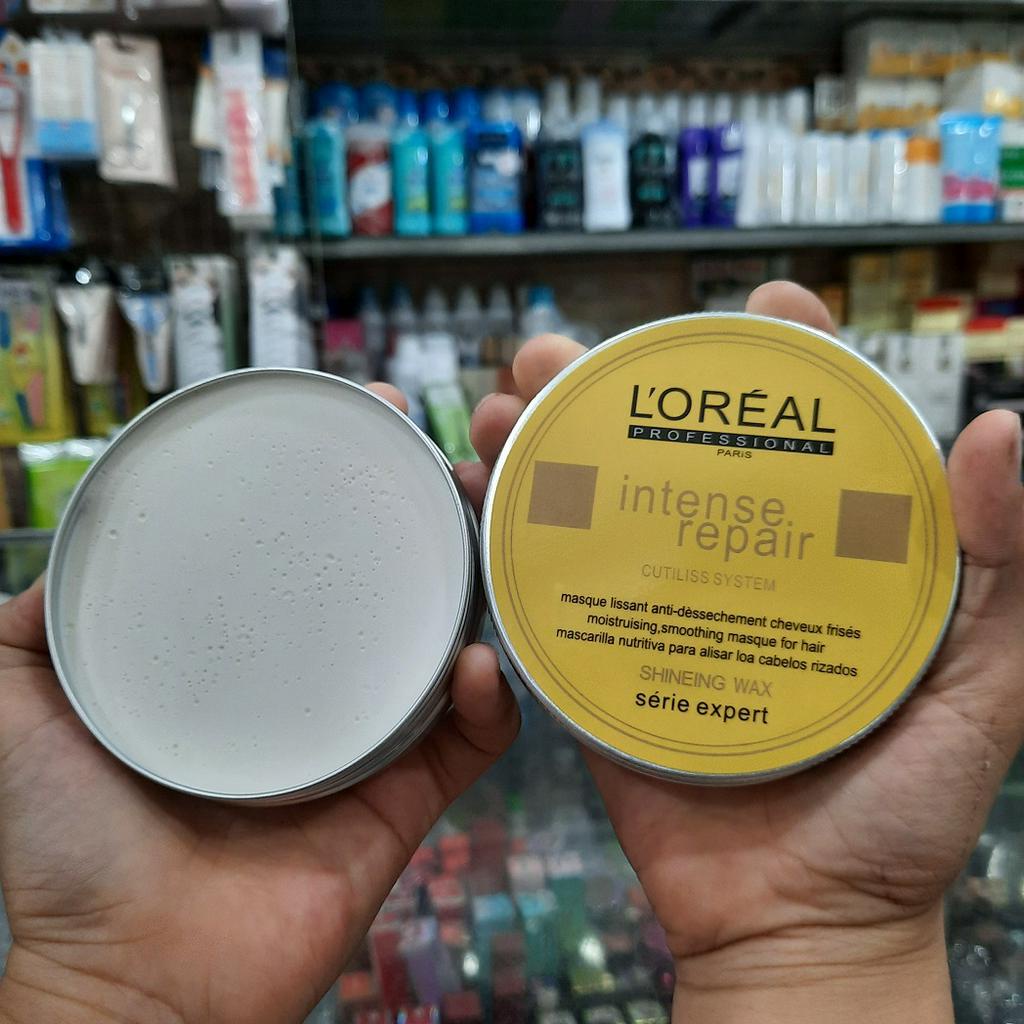 L'ORÉAL
PROFESSIONAL
PARiS
intense
repair
CUTILISS SYSTEM
masque lissant anti-dèssechement cheveux frisés
moistruising,smoothing masque for hair
mascarilla nutritiva para alisar loa cabelos rizados
SHINEING WAX
série expert